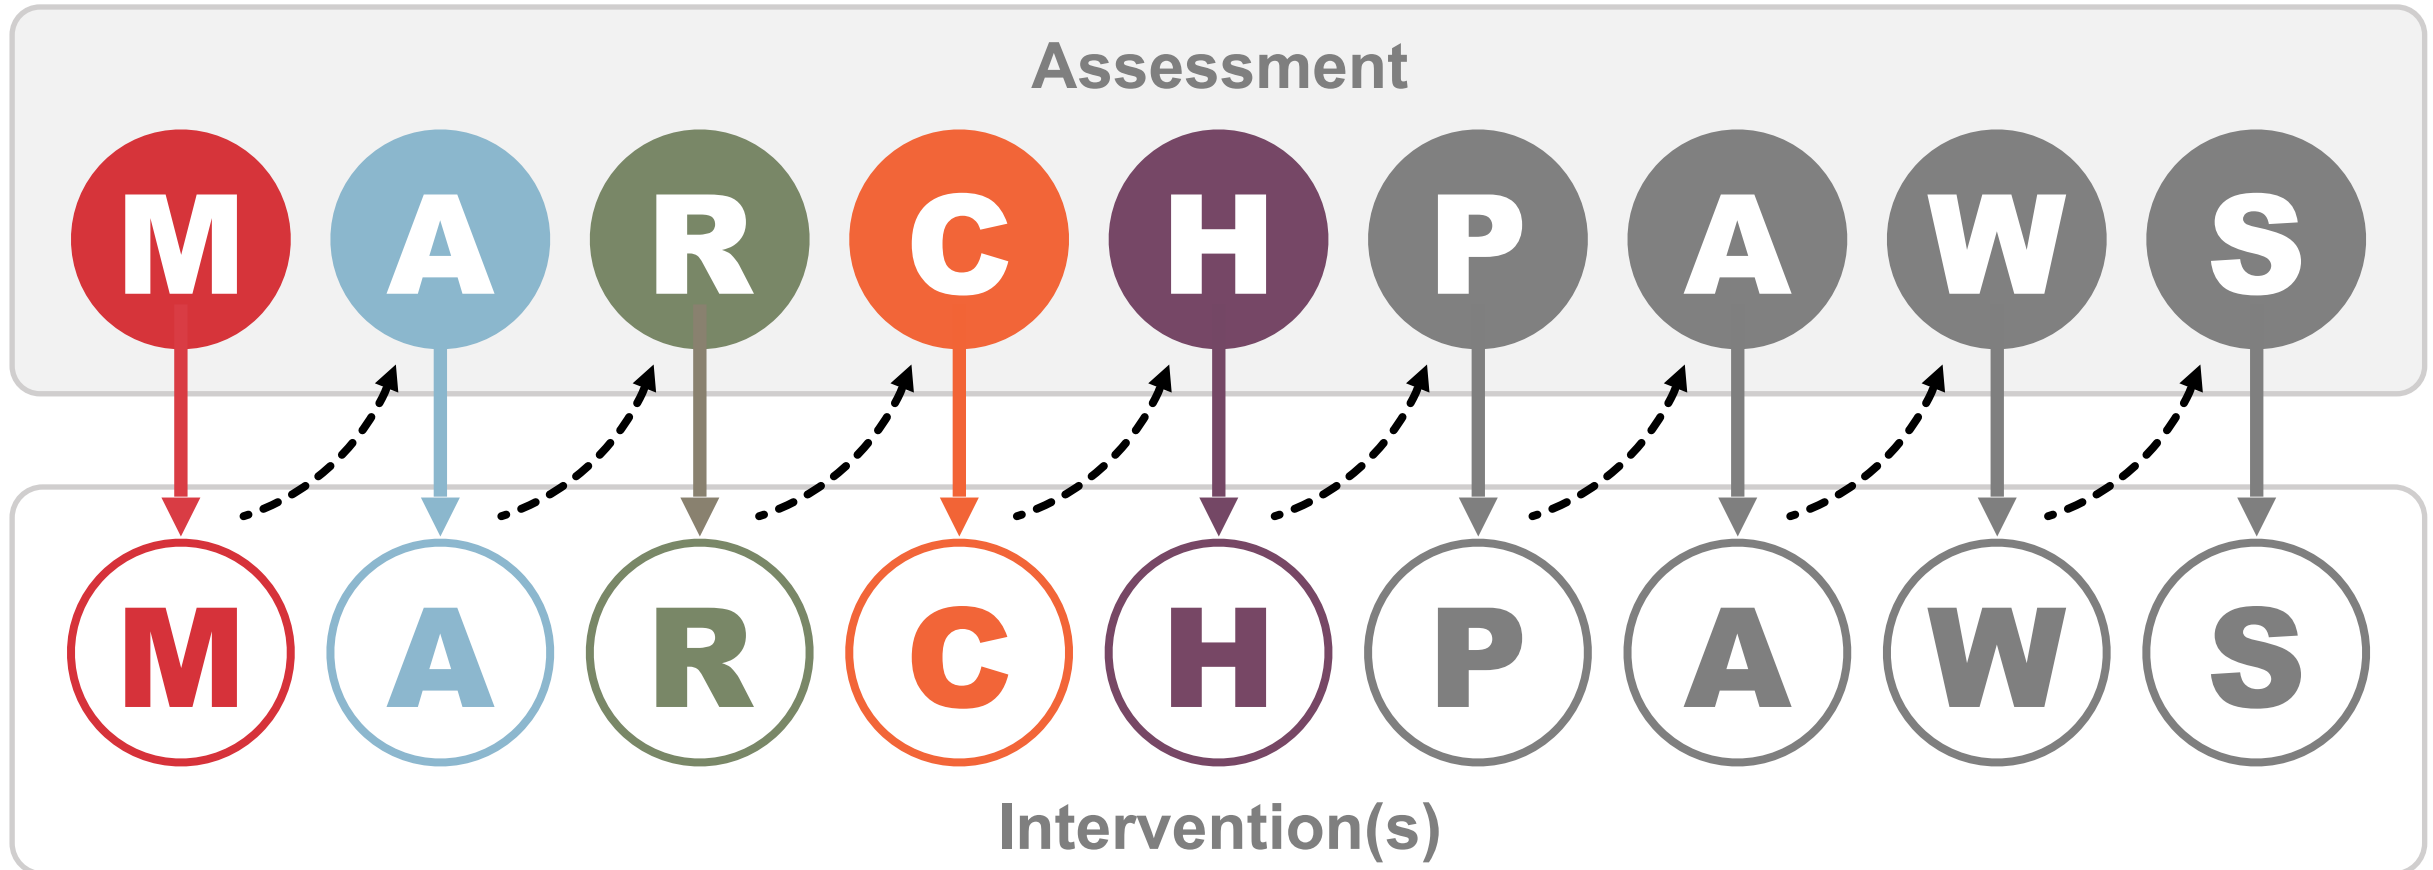 Assessment
M A R C H P A W S
M A R C H P A W S
Intervention(s)